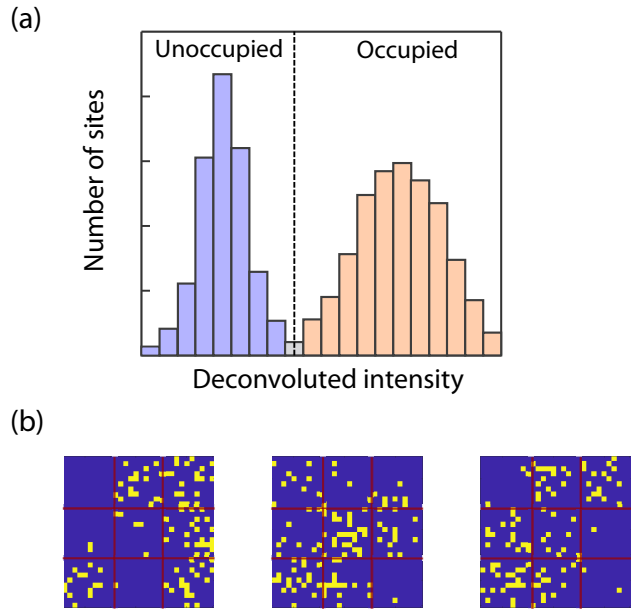 (a)
Unoccupied
Occupied
Number of sites
Deconvoluted intensity
(b)